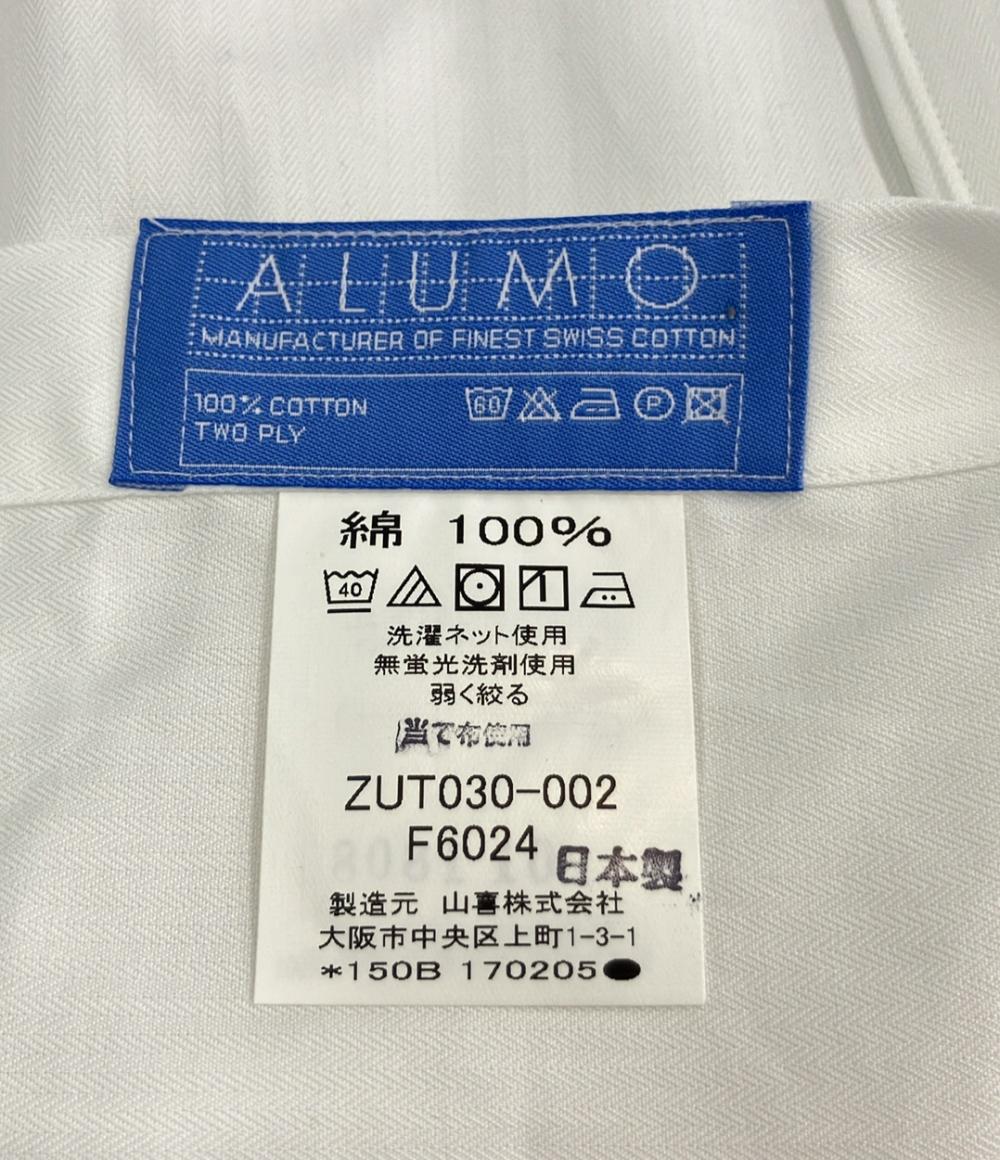 ALUMO
MANUFACTURER OF FINEST SWISS COTTON
100% COTTON
TWO PLY
60
P
綿 100%
40
洗濯ネット使用
無蛍光洗剤使用
弱く絞る
当て布使用
ZUT030-002
F6024
日本製
製造元 山喜株式会社
大阪市中央区上町1-3-1
*150B 170205●